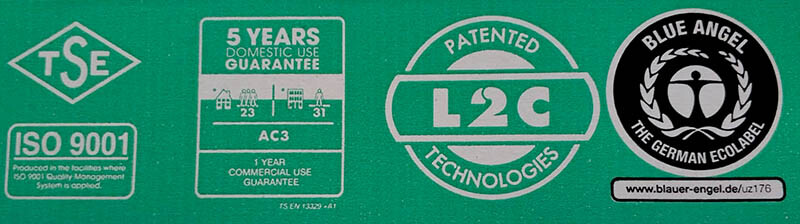 TSE
ISO 9001
Produced in the facilities where
ISO 9001 Quality Management
System is applied.
5 YEARS
DOMESTIC USE
GUARANTEE
23 31
AC3
1 YEAR
COMMERCIAL USE
GUARANTEE
TS EN 13329 +A1
PATENTED
L2C
TECHNOLOGIES
BLUE ANGEL
THE GERMAN ECOLABEL
www.blauer-engel.de/uz176